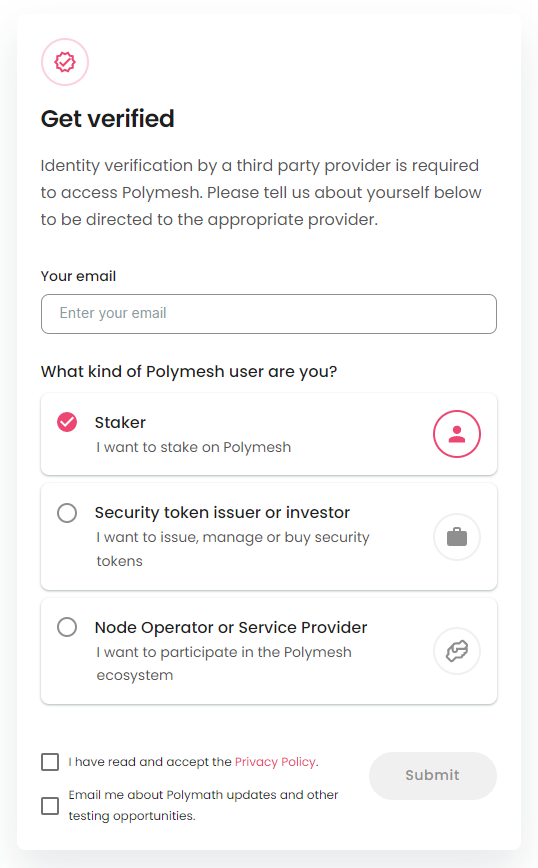 Get verified
Identity verification by a third party provider is required
to access Polymesh. Please tell us about yourself below
to be directed to the appropriate provider.
Your email
Enter your email
What kind of Polymesh user are you?
Staker
I want to stake on Polymesh
Security token issuer or investor
I want to issue, manage or buy security
tokens
Node Operator or Service Provider
I want to participate in the Polymesh
ecosystem
I have read and accept the Privacy Policy.
Submit
Email me about Polymath updates and other
testing opportunities.